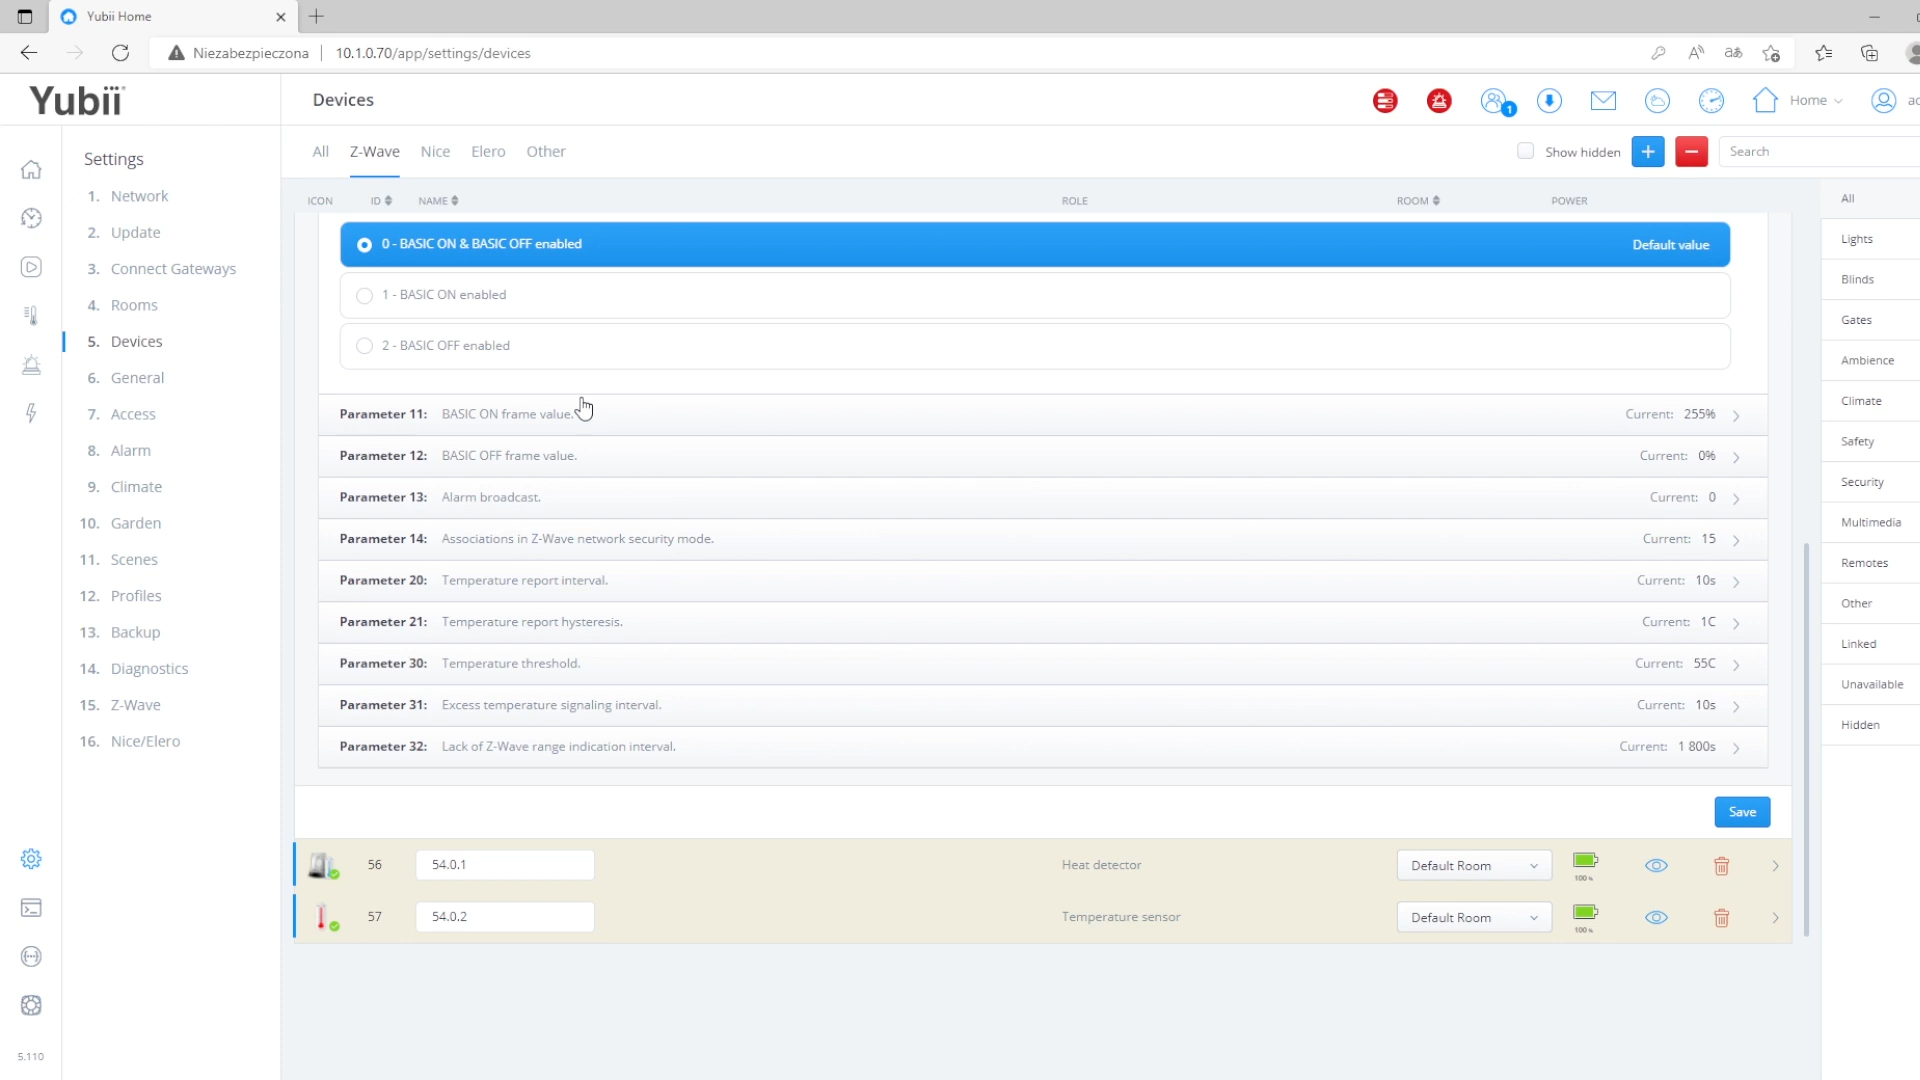 Yubii Home
Niezabezpieczona
10.1.0.70/app/settings/devices
Yubii
Devices
1
Home
Settings
1. Network
2. Update
3. Connect Gateways
4. Rooms
5. Devices
6. General
7. Access
8. Alarm
9. Climate
10. Garden
11. Scenes
12. Profiles
13. Backup
14. Diagnostics
15. Z-Wave
16. Nice/Elero
5.110
All Z-Wave Nice Elero Other
Show hidden
Search
ICON ID NAME ROLE ROOM POWER
0 - BASIC ON & BASIC OFF enabled Default value
1 - BASIC ON enabled
2 - BASIC OFF enabled
Parameter 11: BASIC ON frame value. Current: 255%
Parameter 12: BASIC OFF frame value. Current: 0%
Parameter 13: Alarm broadcast. Current: 0
Parameter 14: Associations in Z-Wave network security mode. Current: 15
Parameter 20: Temperature report interval. Current: 10s
Parameter 21: Temperature report hysteresis. Current: 1C
Parameter 30: Temperature threshold. Current: 55C
Parameter 31: Excess temperature signaling interval. Current: 10s
Parameter 32: Lack of Z-Wave range indication interval. Current: 1 800s
Save
56 54.0.1 Heat detector Default Room
100 %
57 54.0.2 Temperature sensor Default Room
100 %
All
Lights
Blinds
Gates
Ambience
Climate
Safety
Security
Multimedia
Remotes
Other
Linked
Unavailable
Hidden